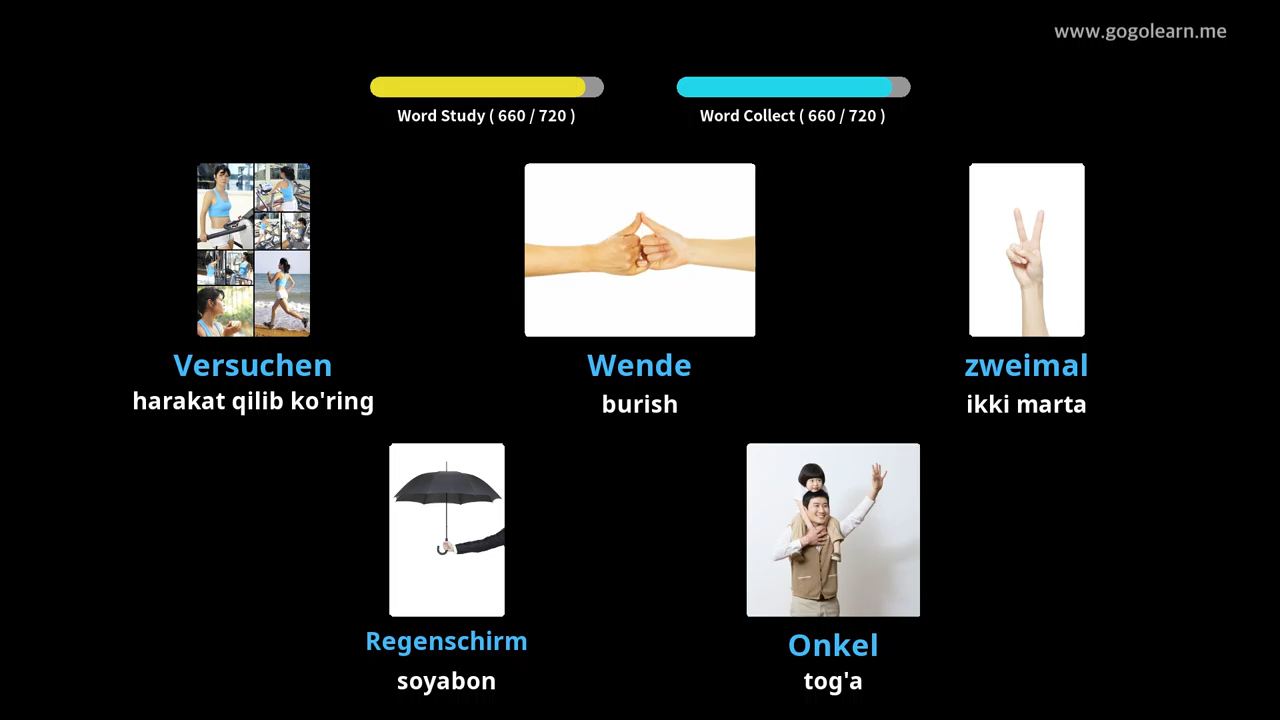 www.gogolearn.me
Word Study ( 660 / 720 )
Word Collect ( 660 / 720 )
Versuchen
harakat qilib ko'ring
Wende
burish
zweimal
ikki marta
Regenschirm
soyabon
Onkel
tog'a